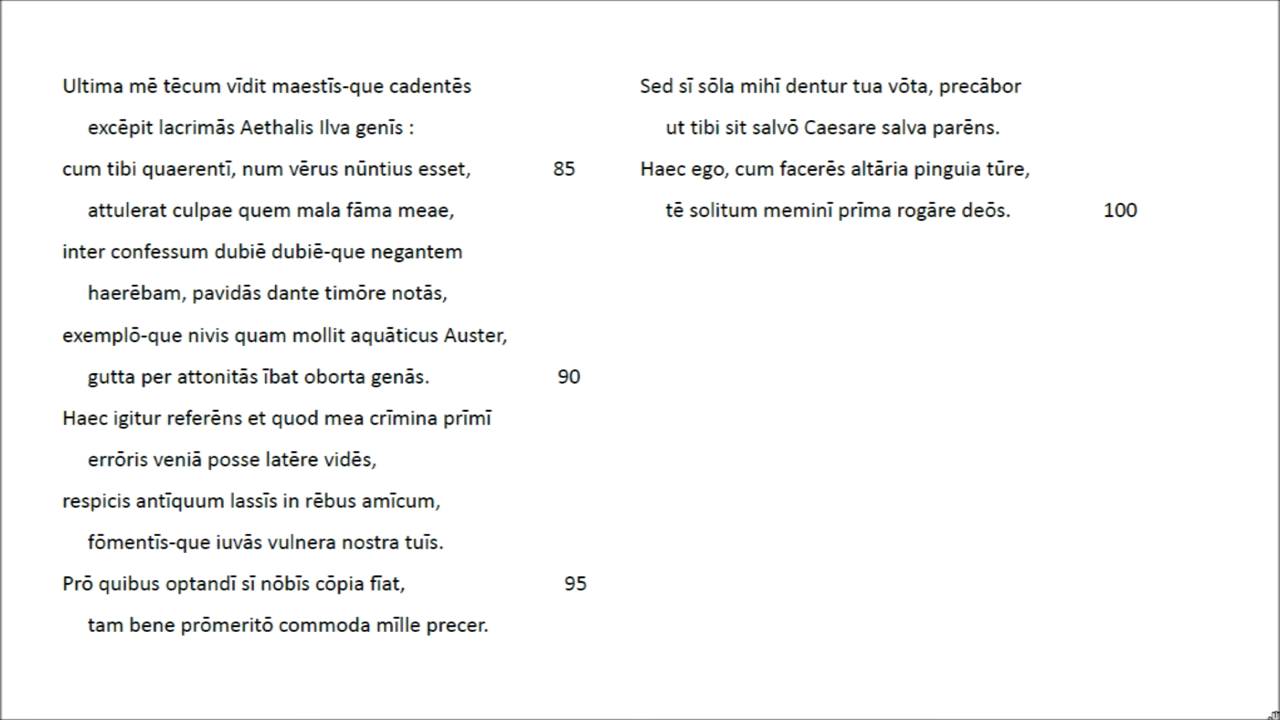 Ultima mē tēcum vīdit maestīs-que cadentēs
excēpit lacrimās Aethalis Ilva genīs :
cum tibi quaerentī, num vērus nūntius esset, 85
attulerat culpae quem mala fāma meae,
inter confessum dubiē dubiē-que negantem
haerēbam, pavidās dante timōre notās,
exemplō-que nivis quam mollit aquāticus Auster,
gutta per attonitās ībat oborta genās. 90
Haec igitur referēns et quod mea crīmina prīmī
errōris veniā posse latēre vidēs,
respicis antīquum lassīs in rēbus amīcum,
fōmentīs-que iuvās vulnera nostra tuīs.
Prō quibus optandī sī nōbīs cōpia fīat, 95
tam bene prōmeritō commoda mīlle precer.
Sed sī sōla mihī dentur tua vōta, precābor
ut tibi sit salvō Caesare salva parēns.
Haec ego, cum facerēs altāria pinguia tūre,
tē solitum meminī prīma rogāre deōs. 100